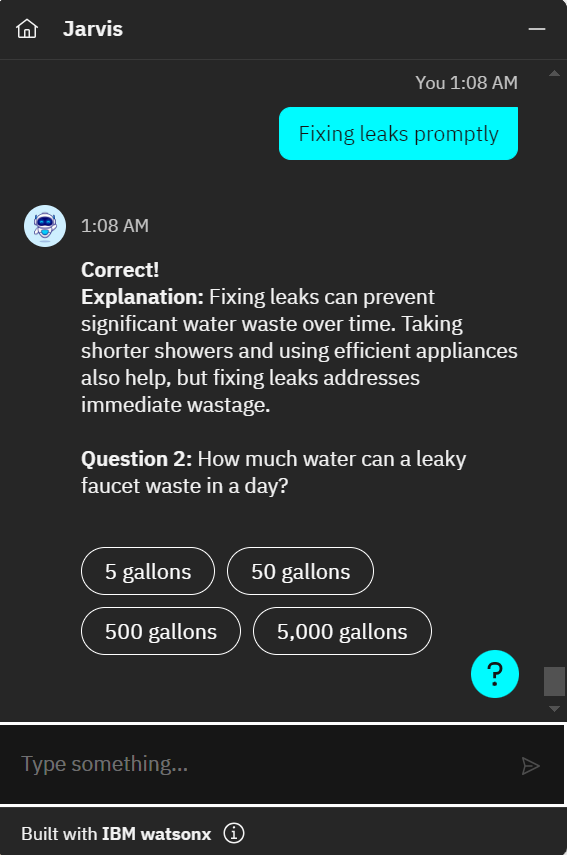 Jarvis
You 1:08 AM
Fixing leaks promptly
1:08 AM
Correct!
Explanation: Fixing leaks can prevent
significant water waste over time. Taking
shorter showers and using efficient appliances
also help, but fixing leaks addresses
immediate wastage.
Question 2: How much water can a leaky
faucet waste in a day?
5 gallons
50 gallons
500 gallons
5,000 gallons
?
Type something...
Built with IBM watsonx